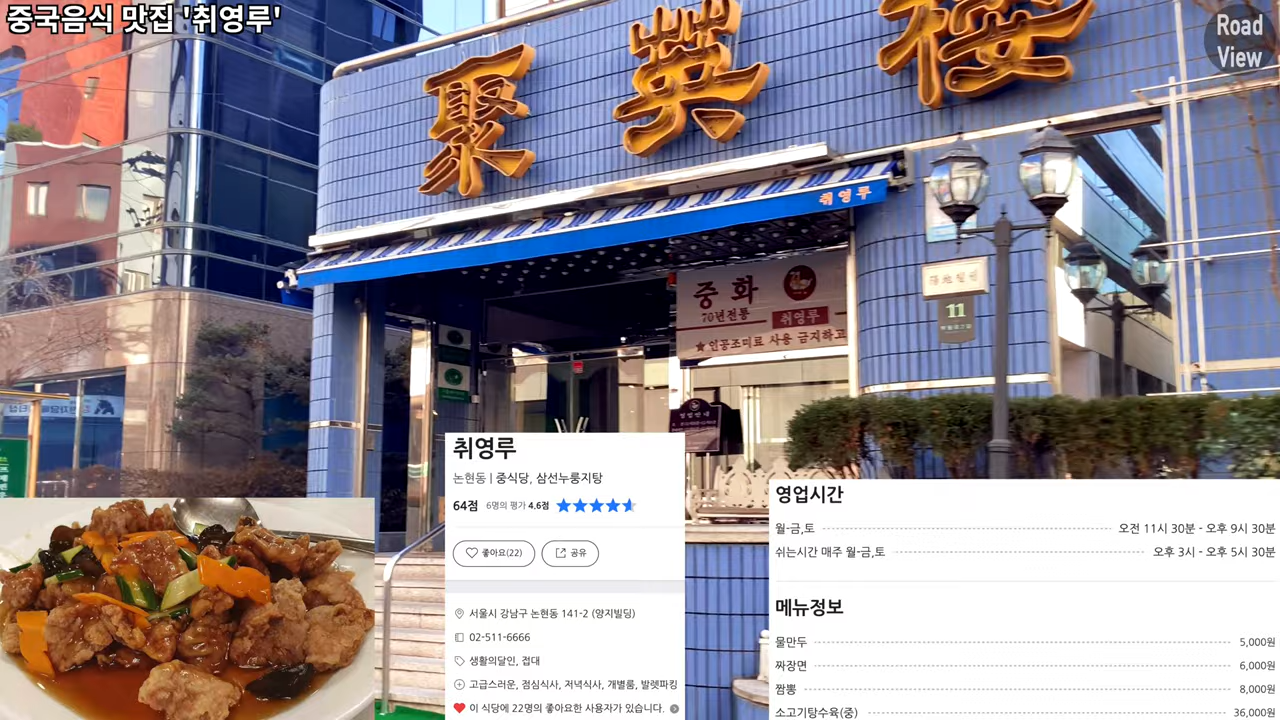 중국음식 맛집 '취영루'
Road
View
聚英楼
취영루
중화
70년전통
취영루
★인공조미료 사용 금지하고
11
취영루
논현동 | 중식당, 삼선누룽지탕
64점 6명의 평가 4.6점
좋아요(22) 공유
서울시 강남구 논현동 141-2 (양지빌딩)
02-511-6666
생활의달인, 접대
고급스러운, 점심식사, 저녁식사, 개별룸, 발렛파킹
이 식당에 22명의 좋아요한 사용자가 있습니다.
영업시간
월-금,토 오전 11시 30분 - 오후 9시 30분
쉬는시간 매주 월-금,토 오후 3시 - 오후 5시 30분
메뉴정보
물만두 5,000원
짜장면 6,000원
짬뽕 8,000원
소고기탕수육(중) 36,000원